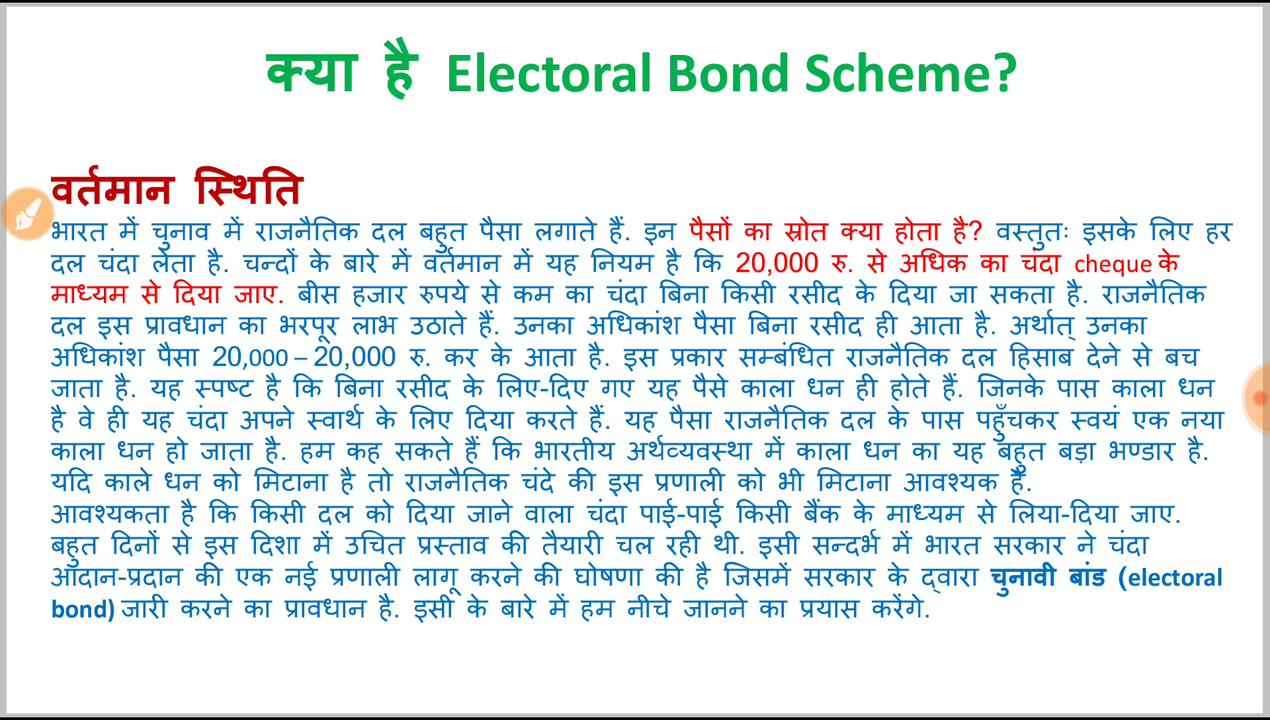 क्या है Electoral Bond Scheme?
वर्तमान स्थिति
भारत में चुनाव में राजनैतिक दल बहुत पैसा लगाते हैं. इन पैसों का स्रोत क्या होता है? वस्तुतः इसके लिए हर
दल चंदा लेता है. चन्दों के बारे में वर्तमान में यह नियम है कि 20,000 रु. से अधिक का चंदा cheque के
माध्यम से दिया जाए. बीस हजार रुपये से कम का चंदा बिना किसी रसीद के दिया जा सकता है. राजनैतिक
दल इस प्रावधान का भरपूर लाभ उठाते हैं. उनका अधिकांश पैसा बिना रसीद ही आता है. अर्थात् उनका
अधिकांश पैसा 20,000 – 20,000 रु. कर के आता है. इस प्रकार सम्बंधित राजनैतिक दल हिसाब देने से बच
जाता है. यह स्पष्ट है कि बिना रसीद के लिए-दिए गए यह पैसे काला धन ही होते हैं. जिनके पास काला धन
है वे ही यह चंदा अपने स्वार्थ के लिए दिया करते हैं. यह पैसा राजनैतिक दल के पास पहुँचकर स्वयं एक नया
काला धन हो जाता है. हम कह सकते हैं कि भारतीय अर्थव्यवस्था में काला धन का यह बहुत बड़ा भण्डार है.
यदि काले धन को मिटाना है तो राजनैतिक चंदे की इस प्रणाली को भी मिटाना आवश्यक है.
आवश्यकता है कि किसी दल को दिया जाने वाला चंदा पाई-पाई किसी बैंक के माध्यम से लिया-दिया जाए.
बहुत दिनों से इस दिशा में उचित प्रस्ताव की तैयारी चल रही थी. इसी सन्दर्भ में भारत सरकार ने चंदा
आदान-प्रदान की एक नई प्रणाली लागू करने की घोषणा की है जिसमें सरकार के द्वारा चुनावी बांड (electoral
bond) जारी करने का प्रावधान है. इसी के बारे में हम नीचे जानने का प्रयास करेंगे.